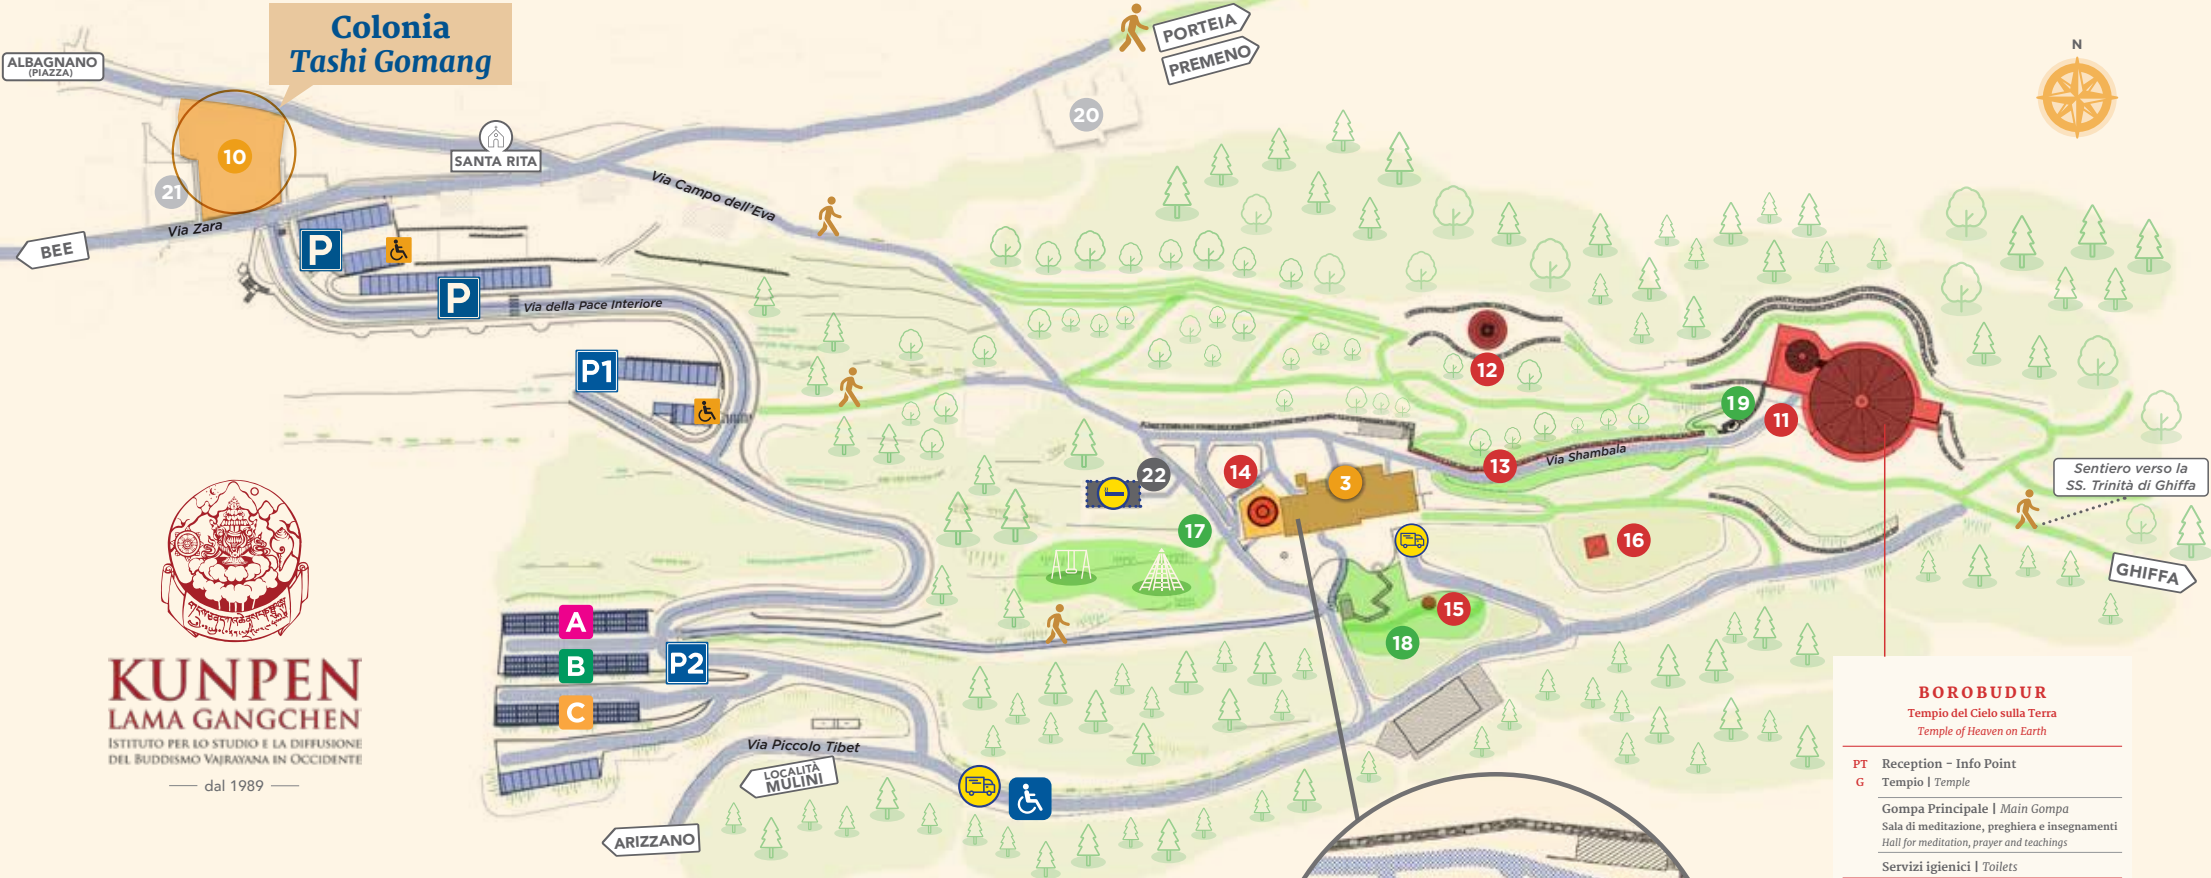 Colonia
Tashi Gomang
ALBAGNANO
(PIAZZA)
PORTEIA
PREMENO
N
20
SANTA RITA
10
21
Via Campo dell'Eva
Via Zara
BEE
P
P
Via della Pace Interiore
P1
12
19
11
13
Via Shambala
14
3
22
17
16
Sentiero verso la
SS. Trinità di Ghiffa
GHIFFA
15
18
A
B
P2
C
KUNPEN
LAMA GANGCHEN
ISTITUTO PER LO STUDIO E LA DIFFUSIONE
DEL BUDDISMO VAJRAYANA IN OCCIDENTE
dal 1989
Via Piccolo Tibet
LOCALITÀ
MULINI
ARIZZANO
BOROBUDUR
Tempio del Cielo sulla Terra
Temple of Heaven on Earth
PT Reception - Info Point
G Tempio | Temple
Gompa Principale | Main Gompa
Sala di meditazione, preghiera e insegnamenti
Hall for meditation, prayer and teachings
Servizi igienici | Toilets